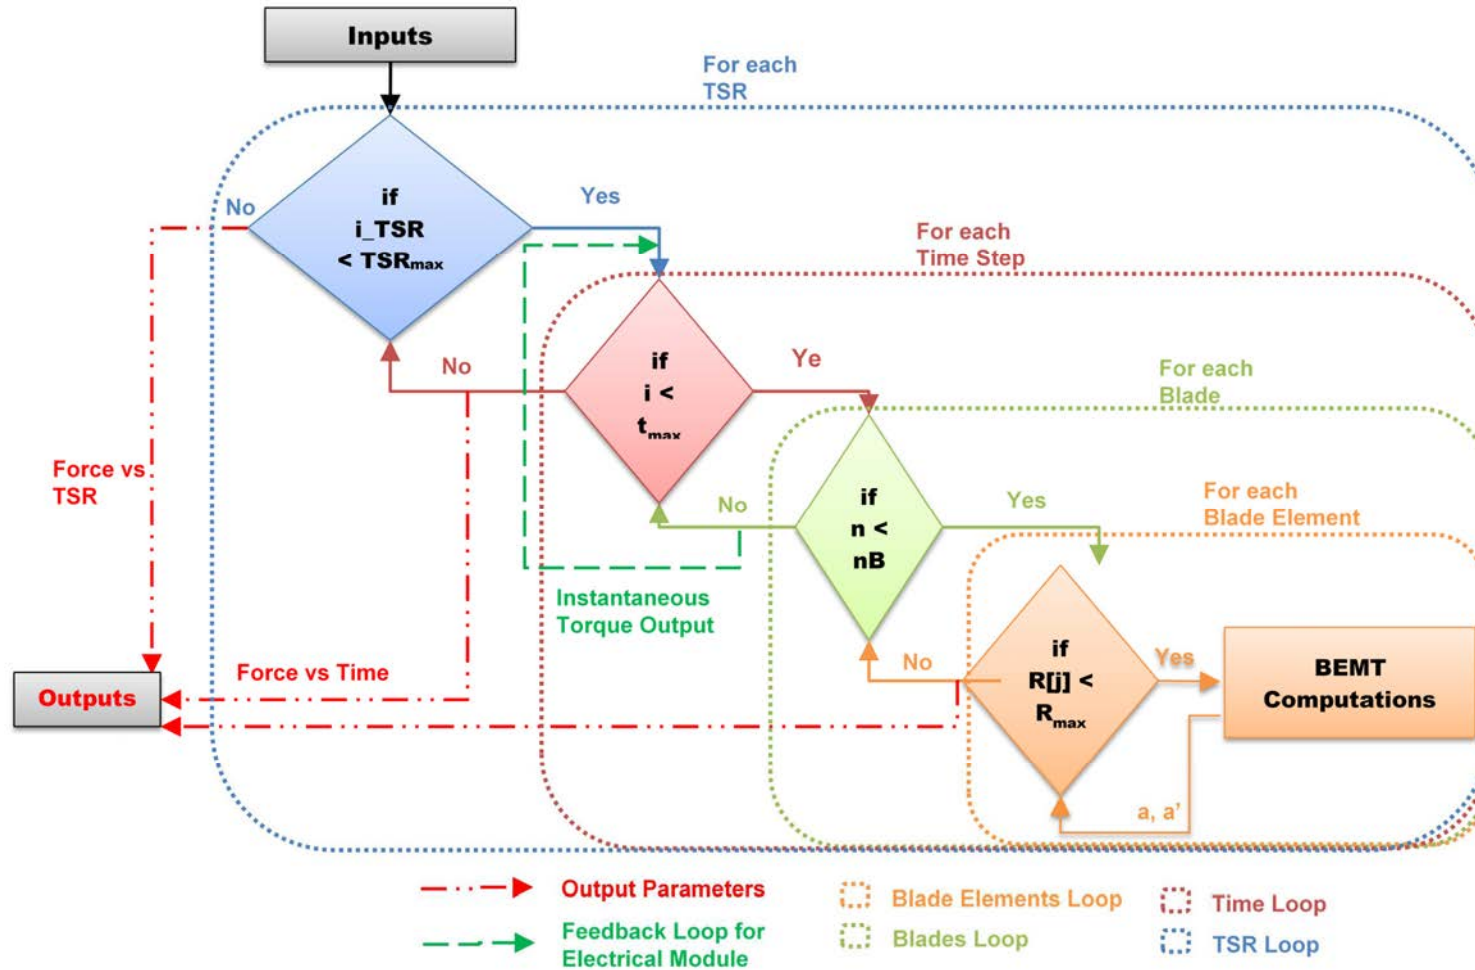 Inputs
For each
TSR
if
i_TSR
< TSRmax
No
Yes
For each
Time Step
if
i <
tmax
No
Ye
For each
Blade
if
n <
nB
No
Yes
For each
Blade Element
Force vs
TSR
Instantaneous
Torque Output
if
R[j] <
Rmax
No
Yes
BEMT
Computations
Force vs Time
Outputs
a, a’
Output Parameters
Blade Elements Loop
Time Loop
Feedback Loop for
Electrical Module
Blades Loop
TSR Loop